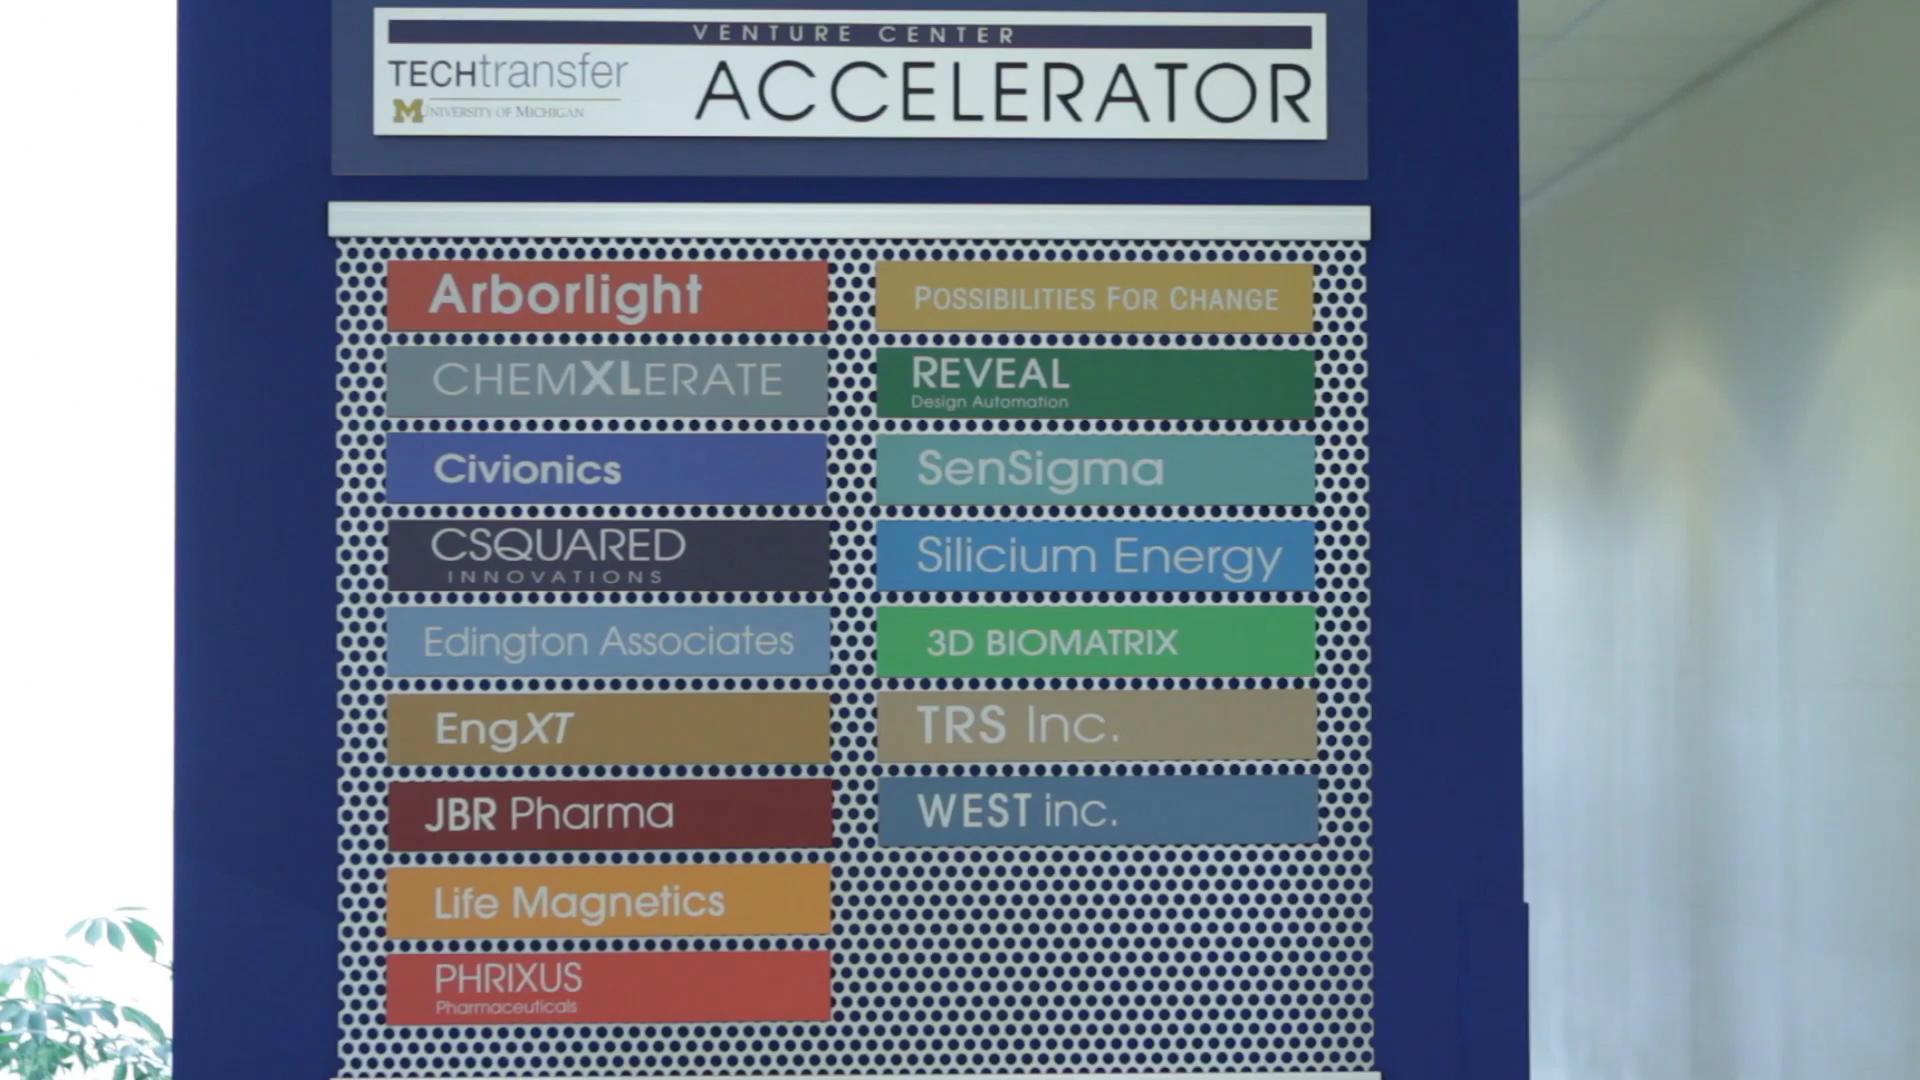 VENTURE CENTER
TECHtransfer
UNIVERSITY OF MICHIGAN
ACCELERATOR
Arborlight
CHEMXLERATE
Civionics
CSQUARED
INNOVATIONS
Edington Associates
EngXT
JBR Pharma
Life Magnetics
PHRIXUS
Pharmaceuticals
POSSIBILITIES FOR CHANGE
REVEAL
Design Automation
SenSigma
Silicium Energy
3D BIOMATRIX
TRS Inc.
WEST inc.